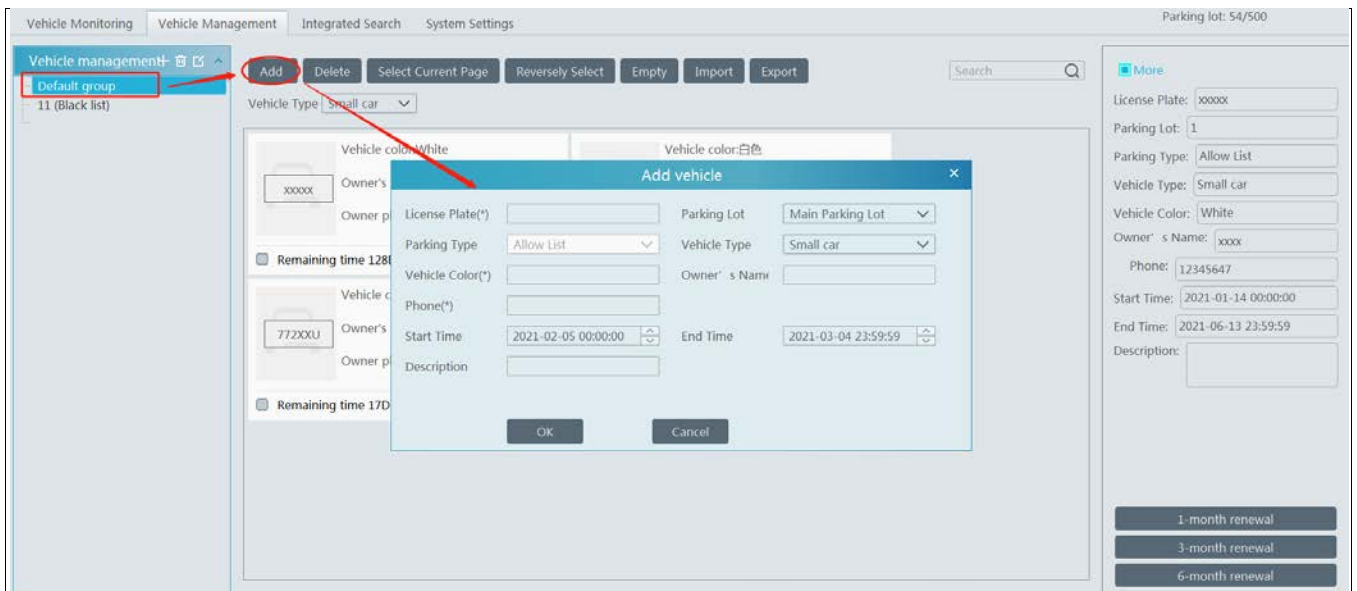 Vehicle Monitoring Vehicle Management Integrated Search System Settings Parking lot: 54/500
Vehicle management
Default group
11 (Black list)
Add Delete Select Current Page Reversely Select Empty Import Export Search
Vehicle Type Small car
Vehicle color:White
Owner's
Owner p
xxxxx
Remaining time 128
Vehicle color:白色
Vehicle c
Owner's
Owner p
772XXU
Remaining time 17D
Add vehicle ×
License Plate(*) Parking Lot Main Parking Lot
Parking Type Allow List Vehicle Type Small car
Vehicle Color(*) Owner' s Name
Phone(*)
Start Time 2021-02-05 00:00:00 End Time 2021-03-04 23:59:59
Description
OK Cancel
More
License Plate: xxxxx
Parking Lot: 1
Parking Type: Allow List
Vehicle Type: Small car
Vehicle Color: White
Owner' s Name: xxxx
Phone: 12345647
Start Time: 2021-01-14 00:00:00
End Time: 2021-06-13 23:59:59
Description:
1-month renewal
3-month renewal
6-month renewal